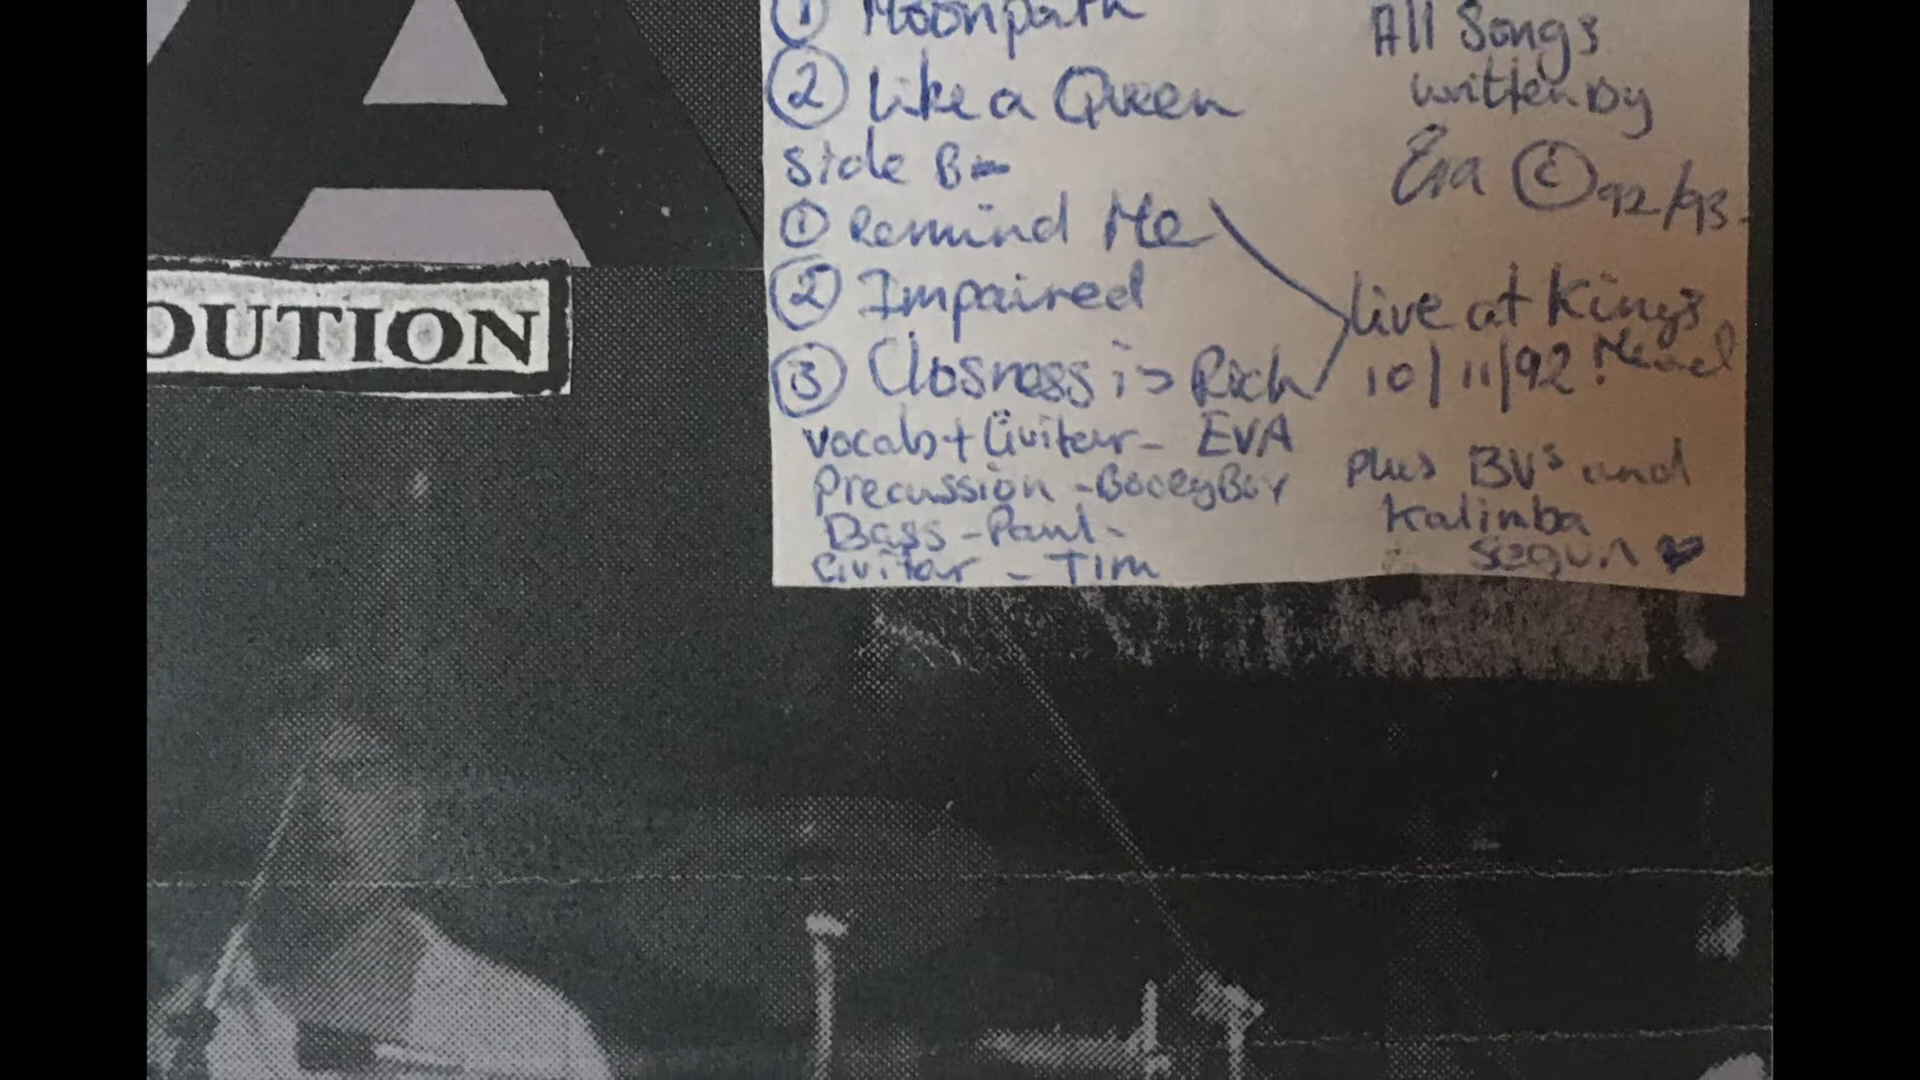 ① Moonpath
② Like a Queen
Side B-
① Remind Me
② Impaired
③ Closness is Rich
Vocals + Guitar - EVA
Precussion - BooeyBoy
Bass - Paul -
Guitar - Tim
All Songs
written By
Eva © 92/93-
live at Kings
10/11/92
plus BVs and
Kalimba
Segun ♥
OUTION